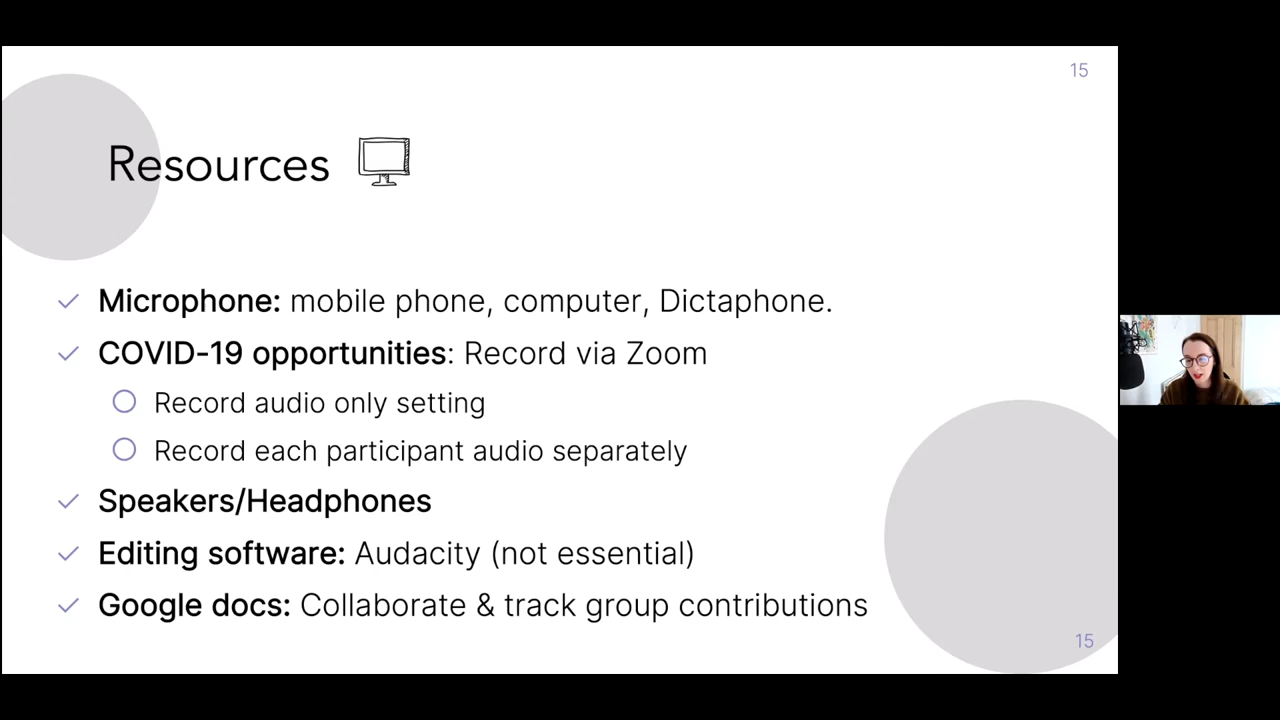 15
Resources
Microphone: mobile phone, computer, Dictaphone.
COVID-19 opportunities: Record via Zoom
Record audio only setting
Record each participant audio separately
Speakers/Headphones
Editing software: Audacity (not essential)
Google docs: Collaborate & track group contributions
15